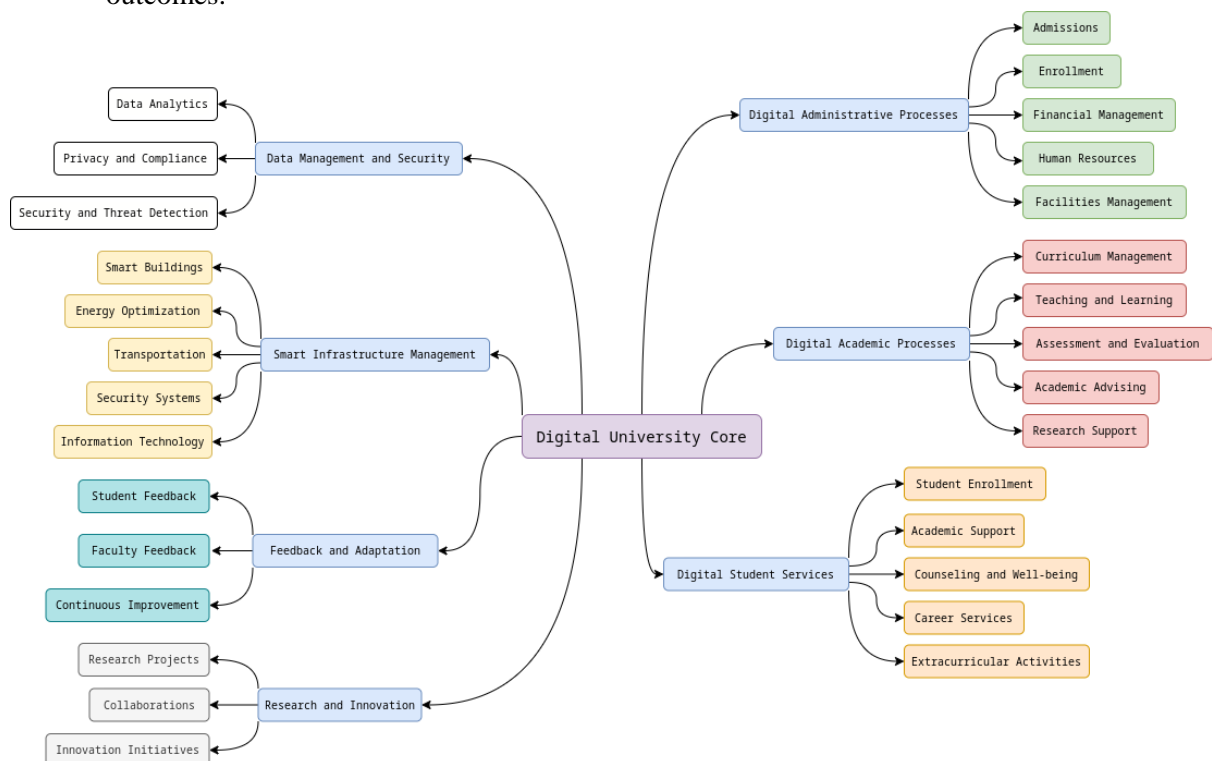 outcomes.
Admissions
Enrollment
Financial Management
Human Resources
Facilities Management
Digital Administrative Processes
Data Analytics
Privacy and Compliance
Security and Threat Detection
Data Management and Security
Smart Buildings
Energy Optimization
Transportation
Security Systems
Information Technology
Smart Infrastructure Management
Curriculum Management
Teaching and Learning
Assessment and Evaluation
Academic Advising
Research Support
Digital Academic Processes
Digital University Core
Student Feedback
Faculty Feedback
Continuous Improvement
Feedback and Adaptation
Student Enrollment
Academic Support
Counseling and Well-being
Career Services
Extracurricular Activities
Digital Student Services
Research Projects
Collaborations
Innovation Initiatives
Research and Innovation